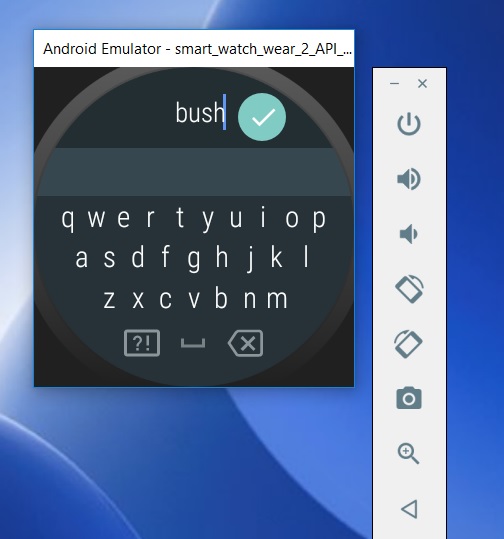 Android Emulator - smart_watch_wear_2_API_...
bush
q w e r t y u i o p
a s d f g h j k l
z x c v b n m
?!